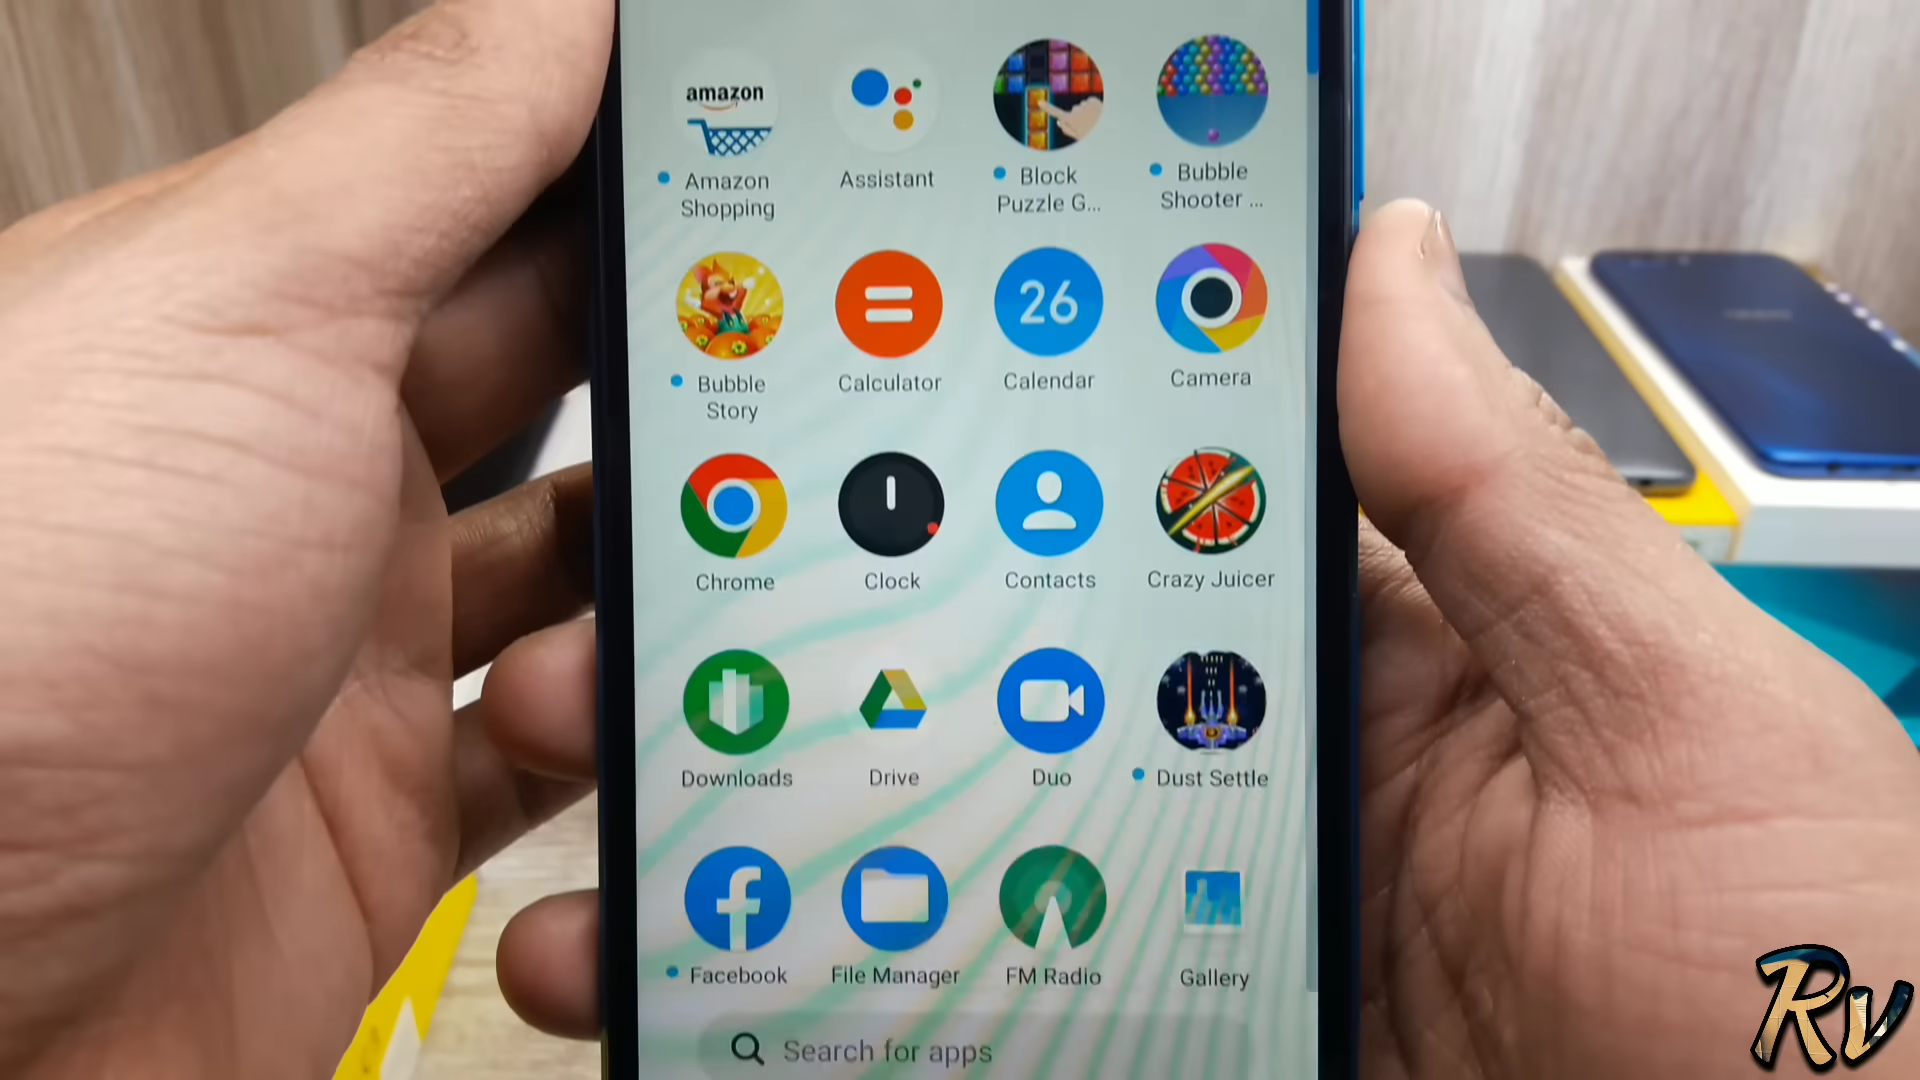 amazon
Amazon
Shopping
Assistant
Block
Puzzle G...
Bubble
Shooter ...
Bubble
Story
Calculator
26
Calendar
Camera
Chrome
Clock
Contacts
Crazy Juicer
Downloads
Drive
Duo
Dust Settle
f
Facebook
File Manager
FM Radio
Gallery
Search for apps
Rv